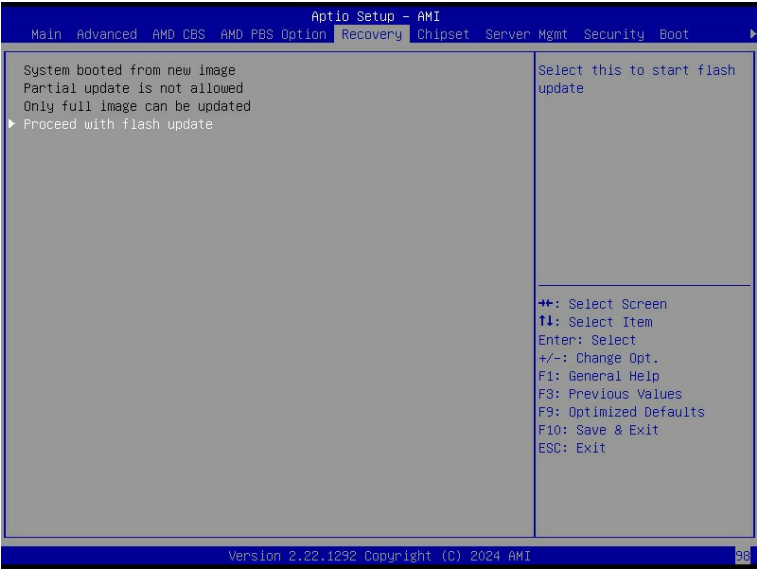 Aptio Setup – AMI
Main Advanced AMD CBS AMD PBS Option Recovery Chipset Server Mgmt Security Boot ▶
System booted from new image
Partial update is not allowed
Only full image can be updated
▶ Proceed with flash update
Select this to start flash
update
→←: Select Screen
↑↓: Select Item
Enter: Select
+/-: Change Opt.
F1: General Help
F3: Previous Values
F9: Optimized Defaults
F10: Save & Exit
ESC: Exit
Version 2.22.1292 Copyright (C) 2024 AMI
98